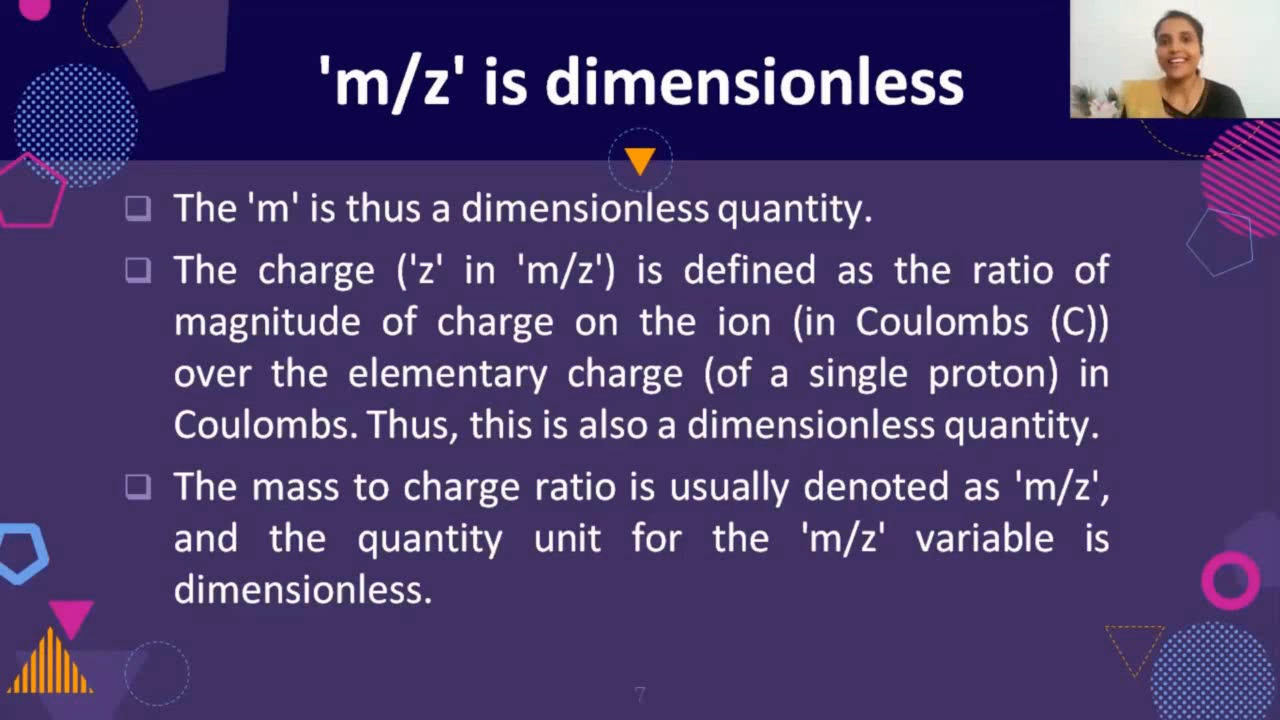 'm/z' is dimensionless
The 'm' is thus a dimensionless quantity.
The charge ('z' in 'm/z') is defined as the ratio of
magnitude of charge on the ion (in Coulombs (C))
over the elementary charge (of a single proton) in
Coulombs. Thus, this is also a dimensionless quantity.
The mass to charge ratio is usually denoted as 'm/z',
and the quantity unit for the 'm/z' variable is
dimensionless.
7